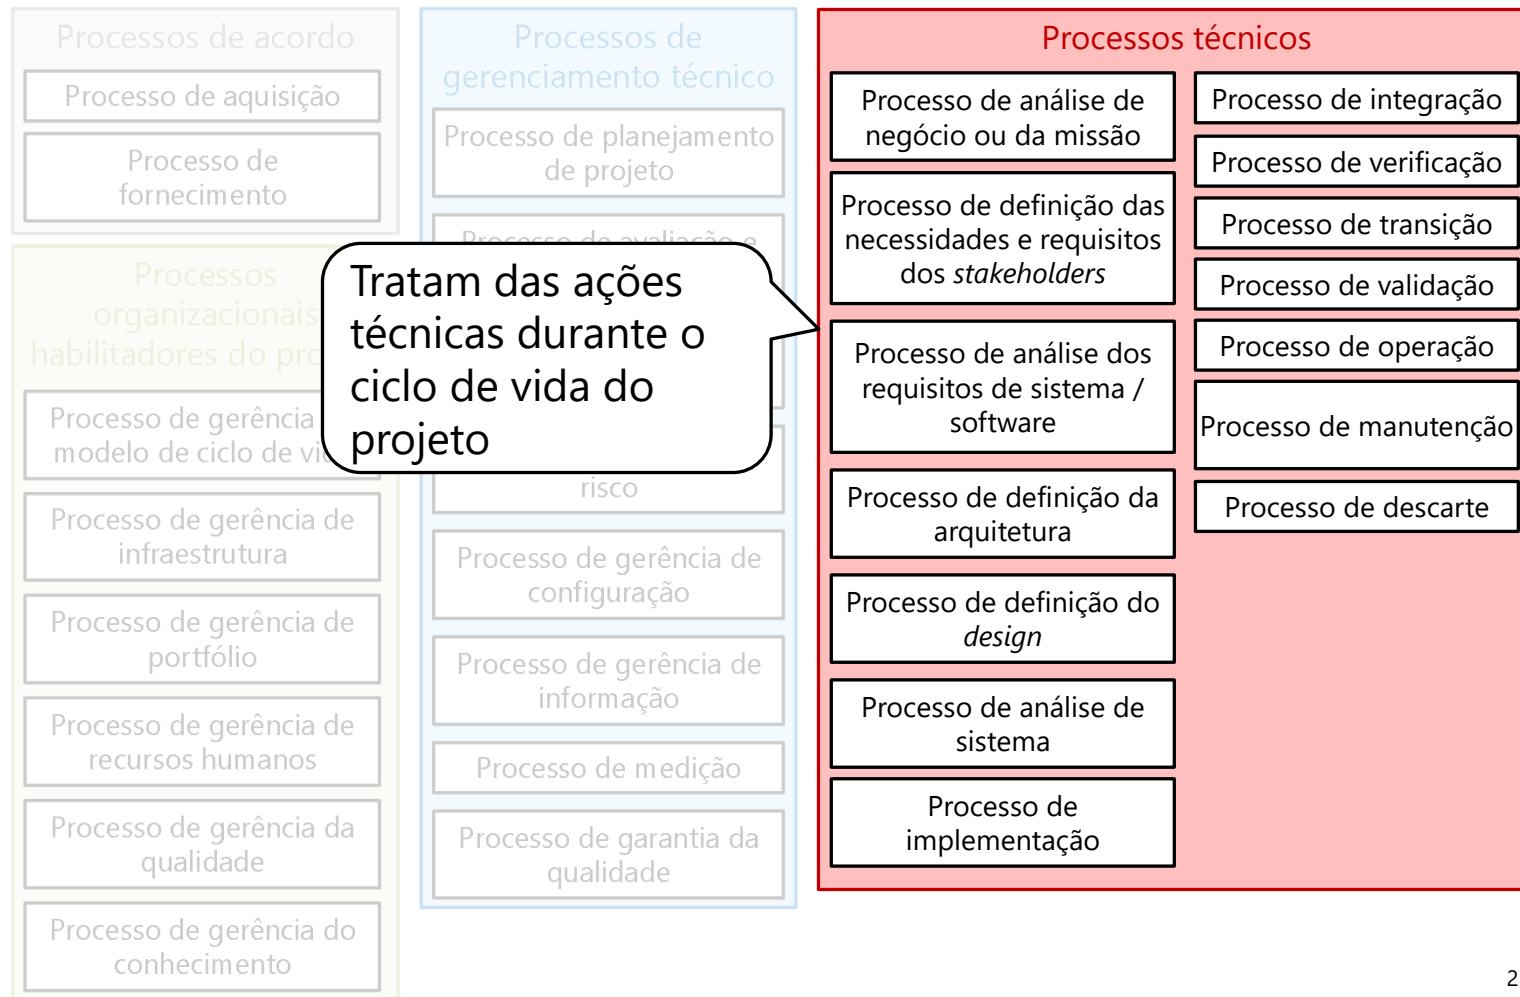 Processos de acordo
Processo de aquisição
Processo de
fornecimento
Processos
organizacionais
habilitadores do
Processo de gerência
modelo de ciclo de
Processo de gerência de
infraestrutura
Processo de gerência de
portfólio
Processo de gerência de
recursos humanos
Processo de gerência da
qualidade
Processo de gerência do
conhecimento
Processos de
gerenciamento técnico
Processo de planejamento
de projeto
Processo de avaliação e
risco
Processo de gerência de
configuração
Processo de gerência de
informação
Processo de medição
Processo de garantia da
qualidade
Tratam das ações
técnicas durante o
ciclo de vida do
projeto
Processos técnicos
Processo de análise de
negócio ou da missão
Processo de definição das
necessidades e requisitos
dos stakeholders
Processo de análise dos
requisitos de sistema /
software
Processo de definição da
arquitetura
Processo de definição do
design
Processo de análise de
sistema
Processo de
implementação
Processo de integração
Processo de verificação
Processo de transição
Processo de validação
Processo de operação
Processo de manutenção
Processo de descarte
2